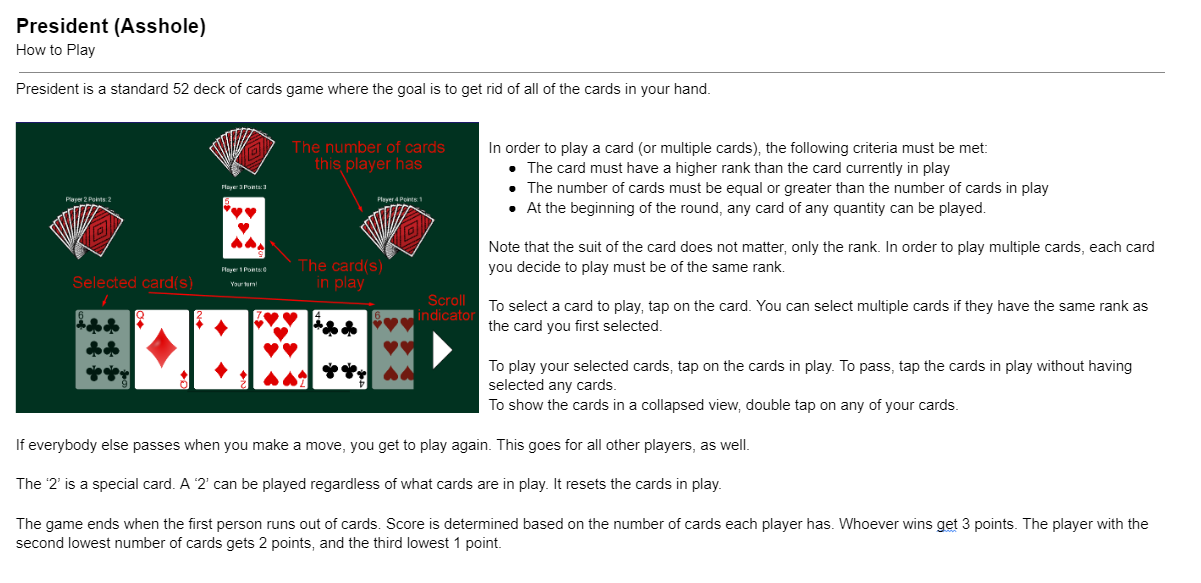 President (Asshole)
How to Play
President is a standard 52 deck of cards game where the goal is to get rid of all of the cards in your hand.
The number of cards
this player has
Player 3 Points:3
Player 2 Points:2
Player 4 Points:1
5
5
Player 1 Points:0
Your turn!
The card(s)
in play
Selected card(s)
Scroll
indicator
6
Q
2
7
4
6
6
Q
2
7
4
In order to play a card (or multiple cards), the following criteria must be met:
● The card must have a higher rank than the card currently in play
● The number of cards must be equal or greater than the number of cards in play
● At the beginning of the round, any card of any quantity can be played.
Note that the suit of the card does not matter, only the rank. In order to play multiple cards, each card
you decide to play must be of the same rank.
To select a card to play, tap on the card. You can select multiple cards if they have the same rank as
the card you first selected.
To play your selected cards, tap on the cards in play. To pass, tap the cards in play without having
selected any cards.
To show the cards in a collapsed view, double tap on any of your cards.
If everybody else passes when you make a move, you get to play again. This goes for all other players, as well.
The ‘2’ is a special card. A ‘2’ can be played regardless of what cards are in play. It resets the cards in play.
The game ends when the first person runs out of cards. Score is determined based on the number of cards each player has. Whoever wins get 3 points. The player with the
second lowest number of cards gets 2 points, and the third lowest 1 point.